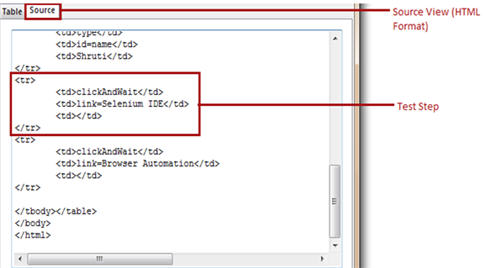 Table Source
Source View (HTML
Format)
<td>type</td>
<td>id=name</td>
<td>Shruti</td>
</tr>
<tr>
<td>clickAndWait</td>
<td>link=Selenium IDE</td>
<td></td>
</tr>
Test Step
<tr>
<td>clickAndWait</td>
<td>link=Browser Automation</td>
<td></td>
</tr>
</tbody></table>
</body>
</html>